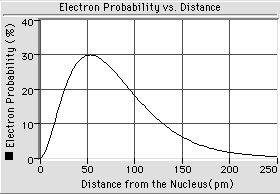 Electron Probability vs. Distance
Electron Probability (%)
40
30
20
10
0
0 50 100 150 200 250
Distance from the Nucleus(pm)